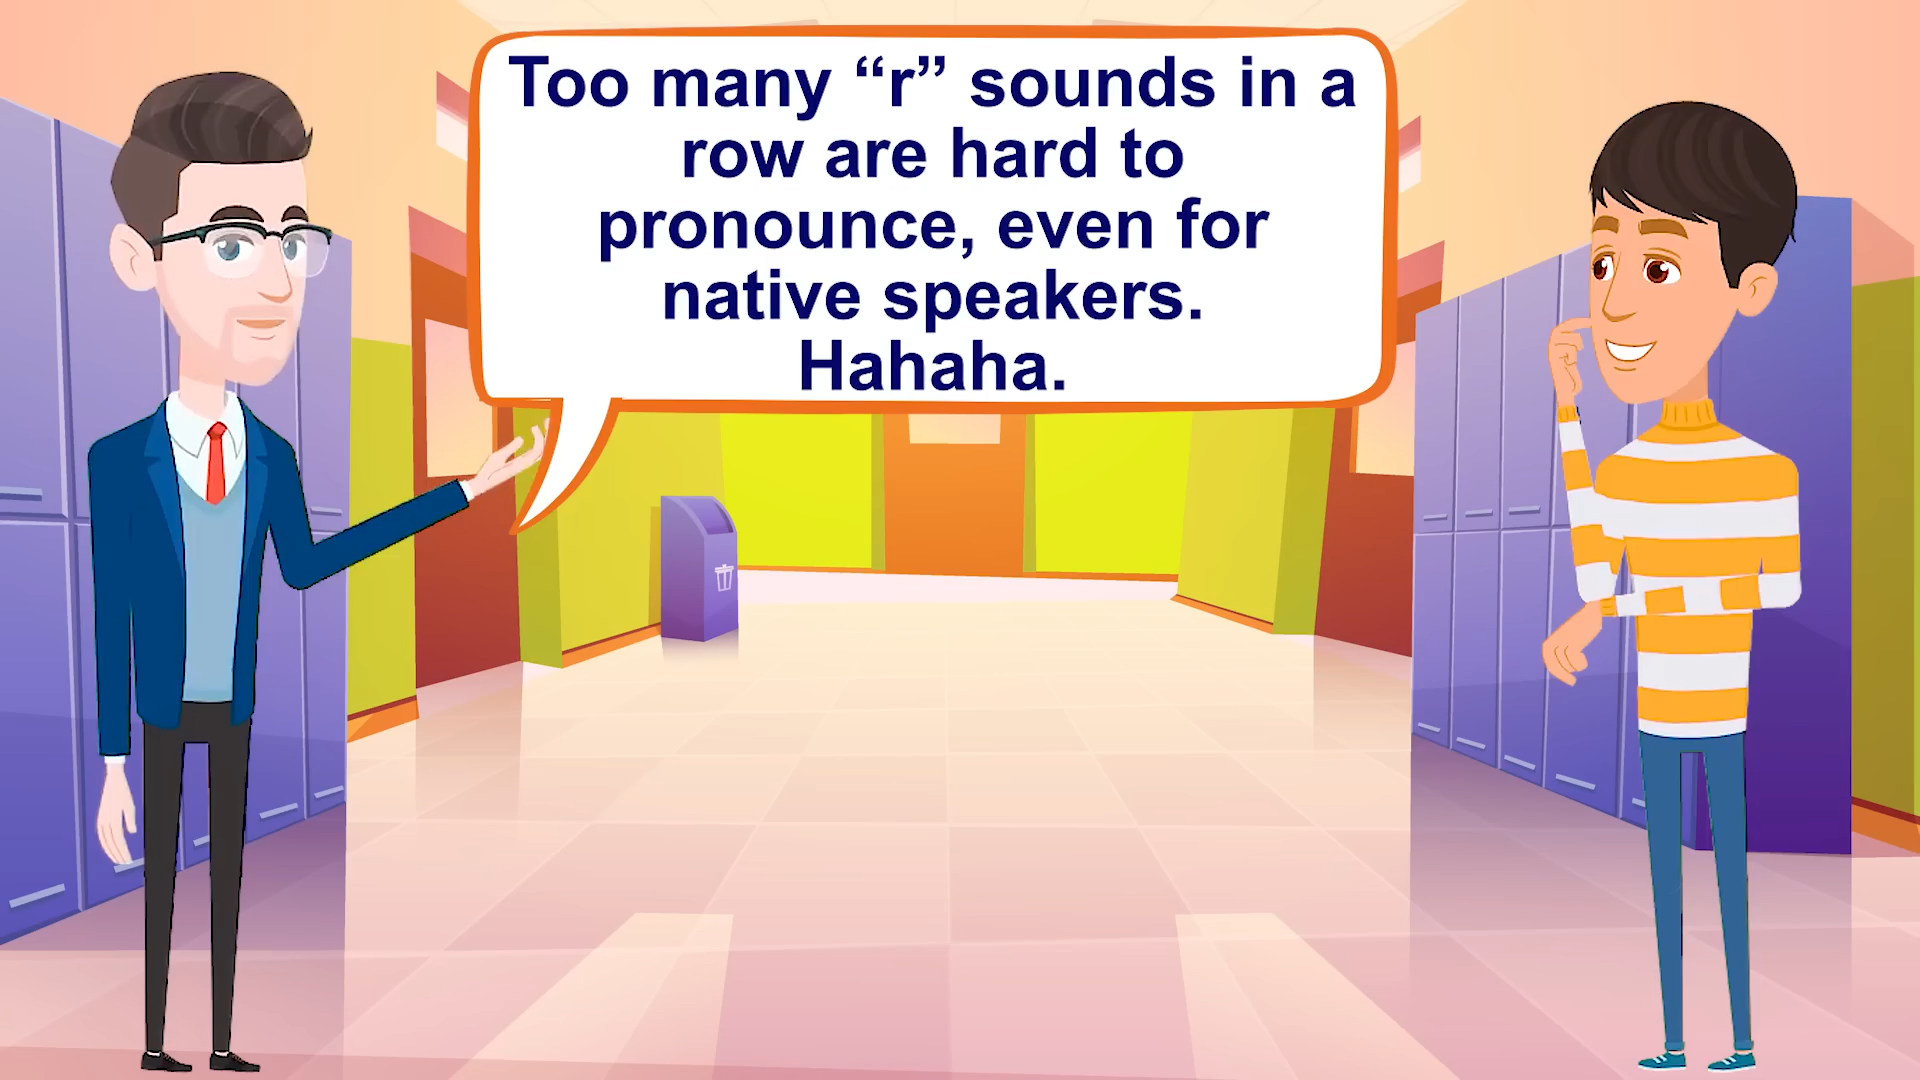 Too many “r” sounds in a
row are hard to
pronounce, even for
native speakers.
Hahaha.